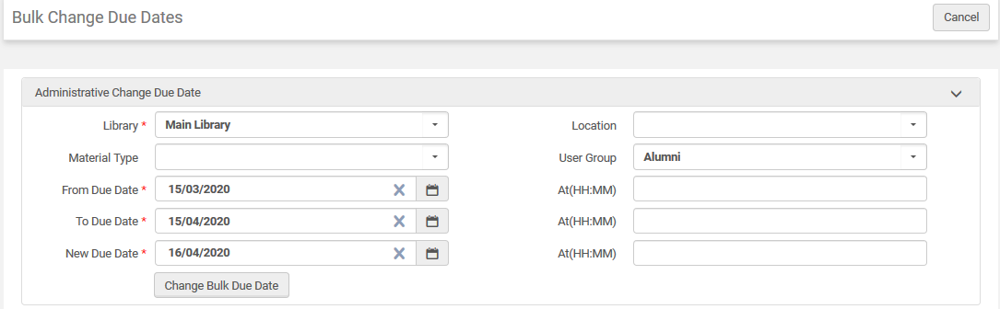 Bulk Change Due Dates Cancel
Administrative Change Due Date
Library * Main Library Location
Material Type User Group Alumni
From Due Date * 15/03/2020 At(HH:MM)
To Due Date * 15/04/2020 At(HH:MM)
New Due Date * 16/04/2020 At(HH:MM)
Change Bulk Due Date